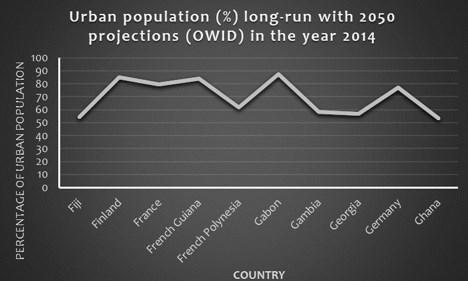 Urban population (%) long-run with 2050
projections (OWID) in the year 2014
PERCENTAGE OF URBAN POPULATION
100
90
80
70
60
50
40
30
20
10
0
Fiji
Finland
France
French Guiana
French Polynesia
Gabon
Gambia
Georgia
Germany
Ghana
COUNTRY